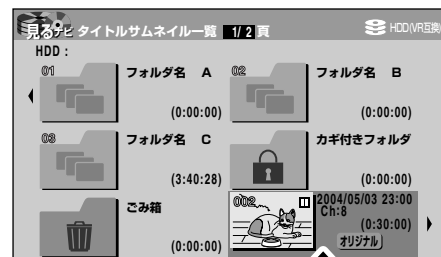 見るナビ タイトルサムネイル一覧 1/2 頁
HDD(VR互換)
HDD：
01 フォルダ名 A
(0:00:00)
02 フォルダ名 B
(0:00:00)
03 フォルダ名 C
(3:40:28)
カギ付きフォルダ
(0:00:00)
ごみ箱
(0:00:00)
002 2004/05/03 23:00
Ch:8
(0:30:00)
オリジナル